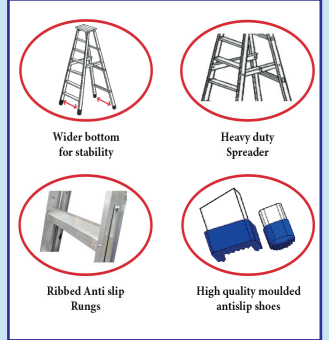 Wider bottom
for stability
Heavy duty
Spreader
Ribbed Anti slip
Rungs
High quality moulded
antislip shoes